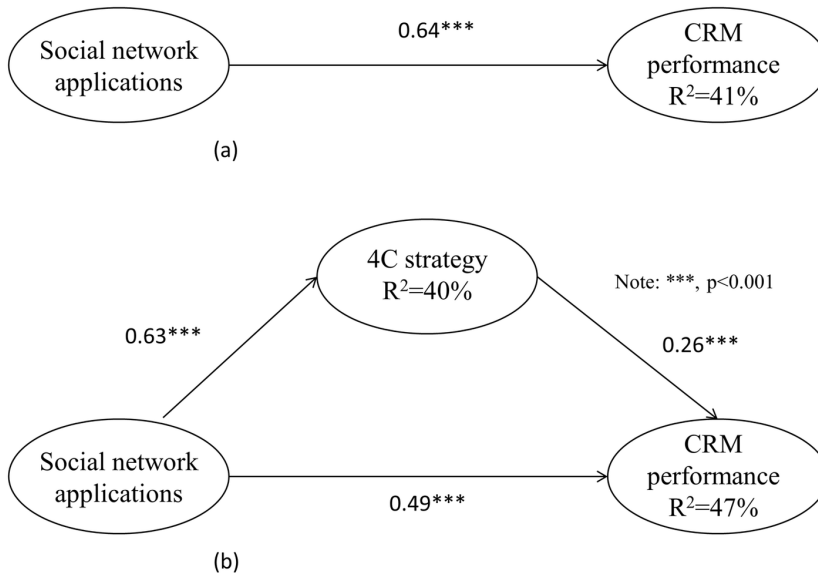 0.64***
Social network
applications
CRM
performance
R²=41%
(a)
4C strategy
R²=40%
Note: ***, p<0.001
0.63***
0.26***
Social network
applications
CRM
performance
R²=47%
0.49***
(b)